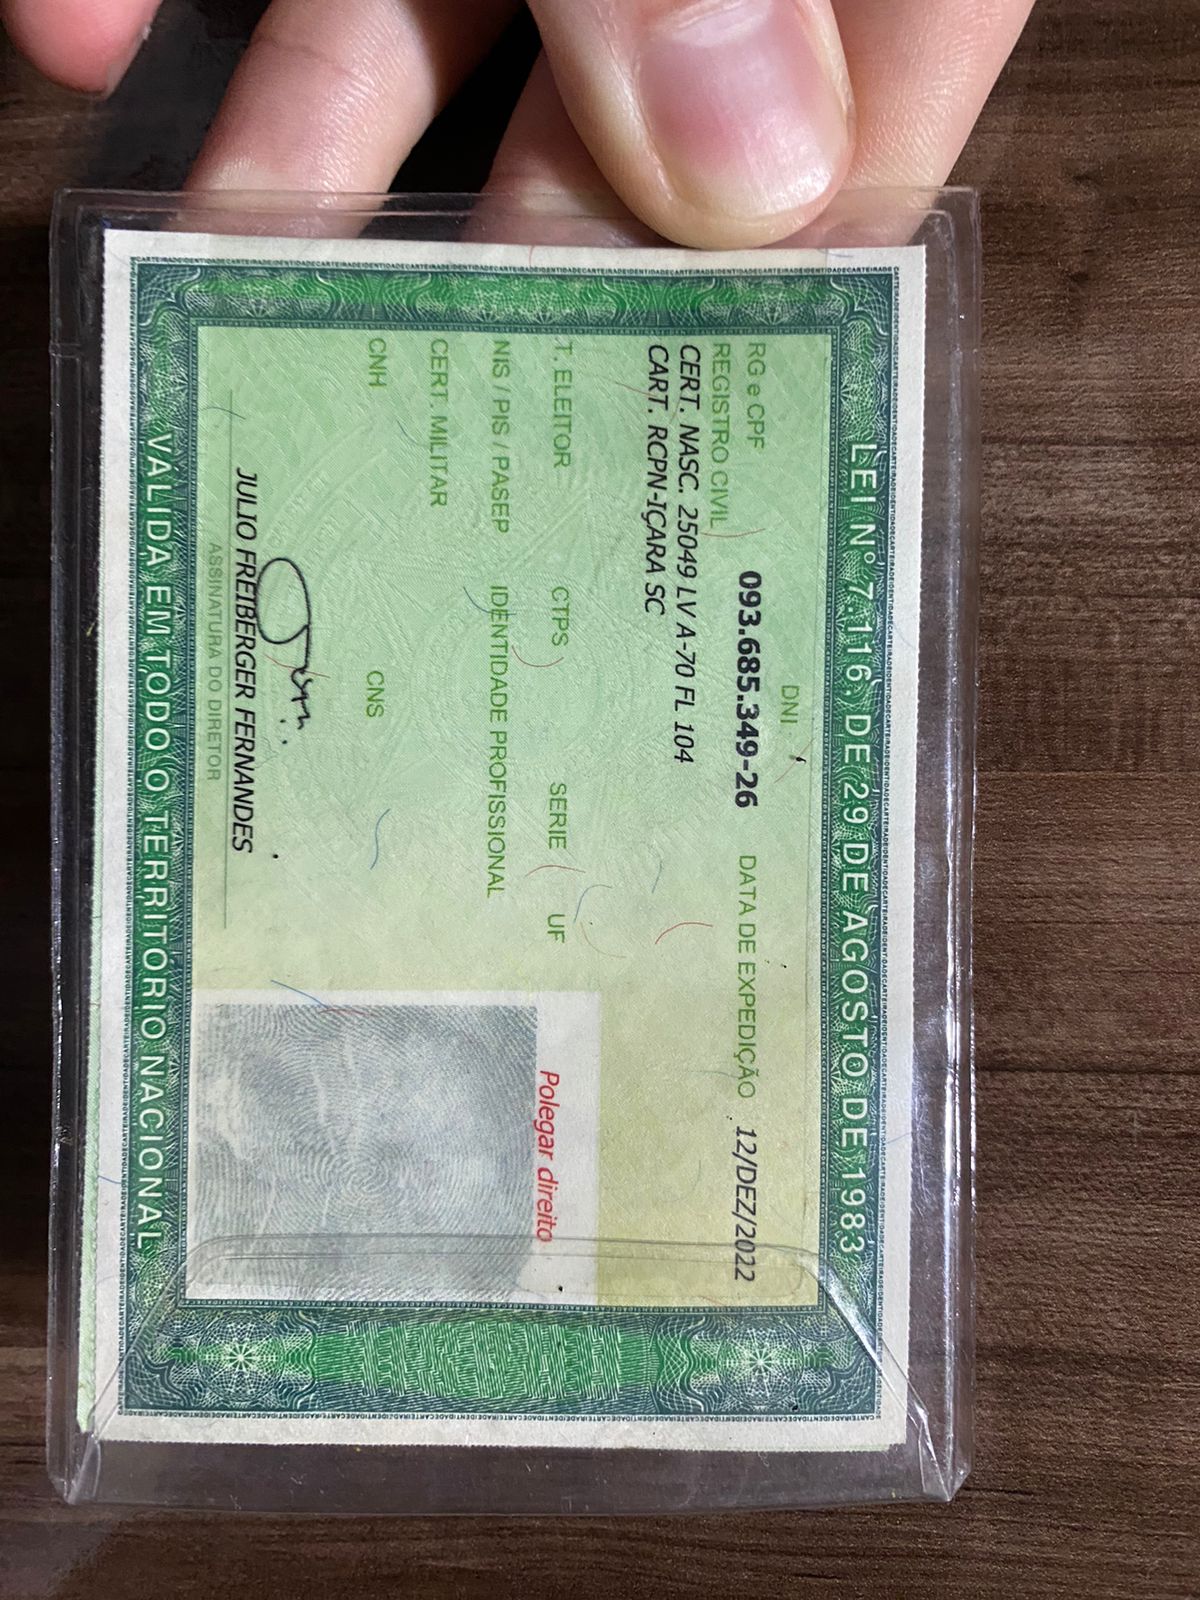 LEI Nº 7.116, DE 29 DE AGOSTO DE 1983
DNI
RG e CPF 093.685.349-26 DATA DE EXPEDIÇÃO 12/DEZ/2022
REGISTRO CIVIL
CERT. NASC. 25049 LV A-70 FL 104
CART. RCPN-IÇARA SC
T. ELEITOR CTPS SERIE UF
NIS / PIS / PASEP IDENTIDADE PROFISSIONAL
CERT. MILITAR
CNH CNS
Polegar direito
JULIO FREIBERGER FERNANDES
ASSINATURA DO DIRETOR
VALIDA EM TODO O TERRITORIO NACIONAL